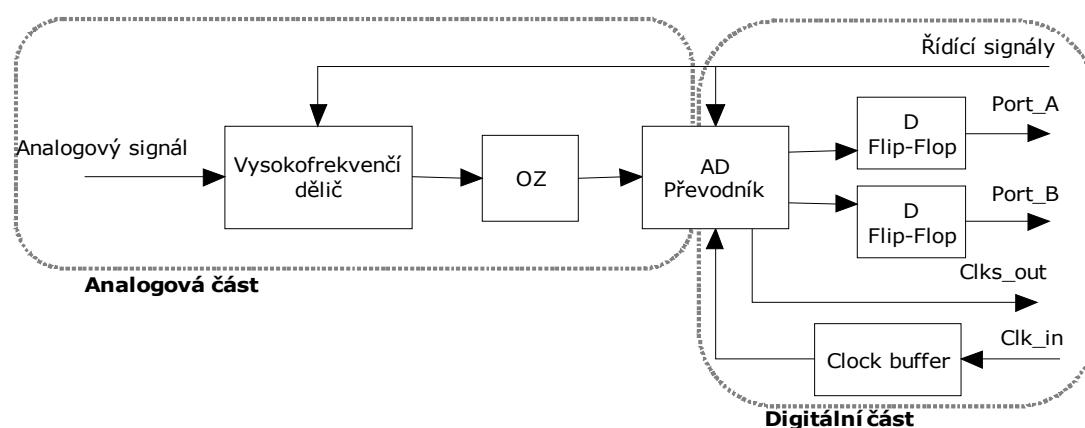 Řídící signály
Port_A
D
Flip-Flop
Analogový signál
Vysokofrekvenčí
dělič
OZ
AD
Převodník
Port_B
D
Flip-Flop
Clks_out
Analogová část
Clk_in
Clock buffer
Digitální část